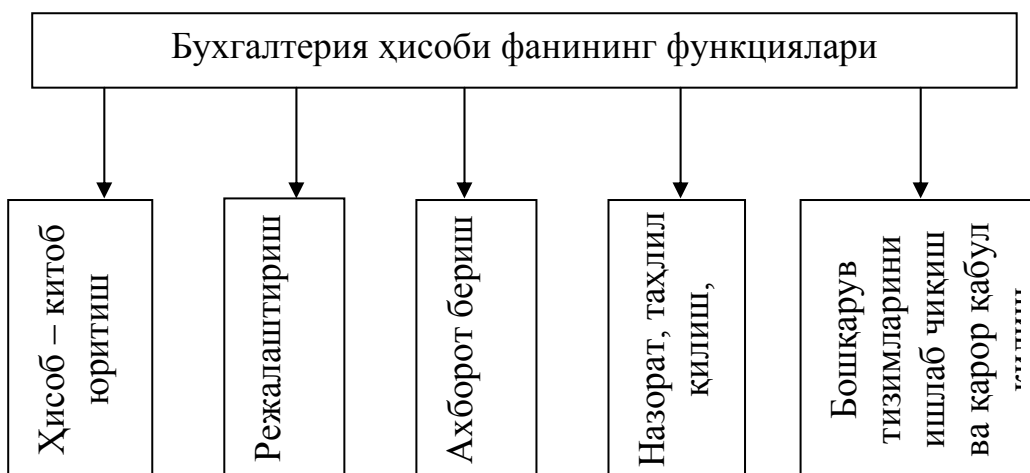 Бухгалтерия ҳисоби фанининг функциялари
Ҳисоб – китоб
юритиш
Режалаштириш
Ахборот бериш
Назорат, таҳлил
қилиш,
Бошқарув
тизимларини
ишлаб чиқиш
ва қарор қабул